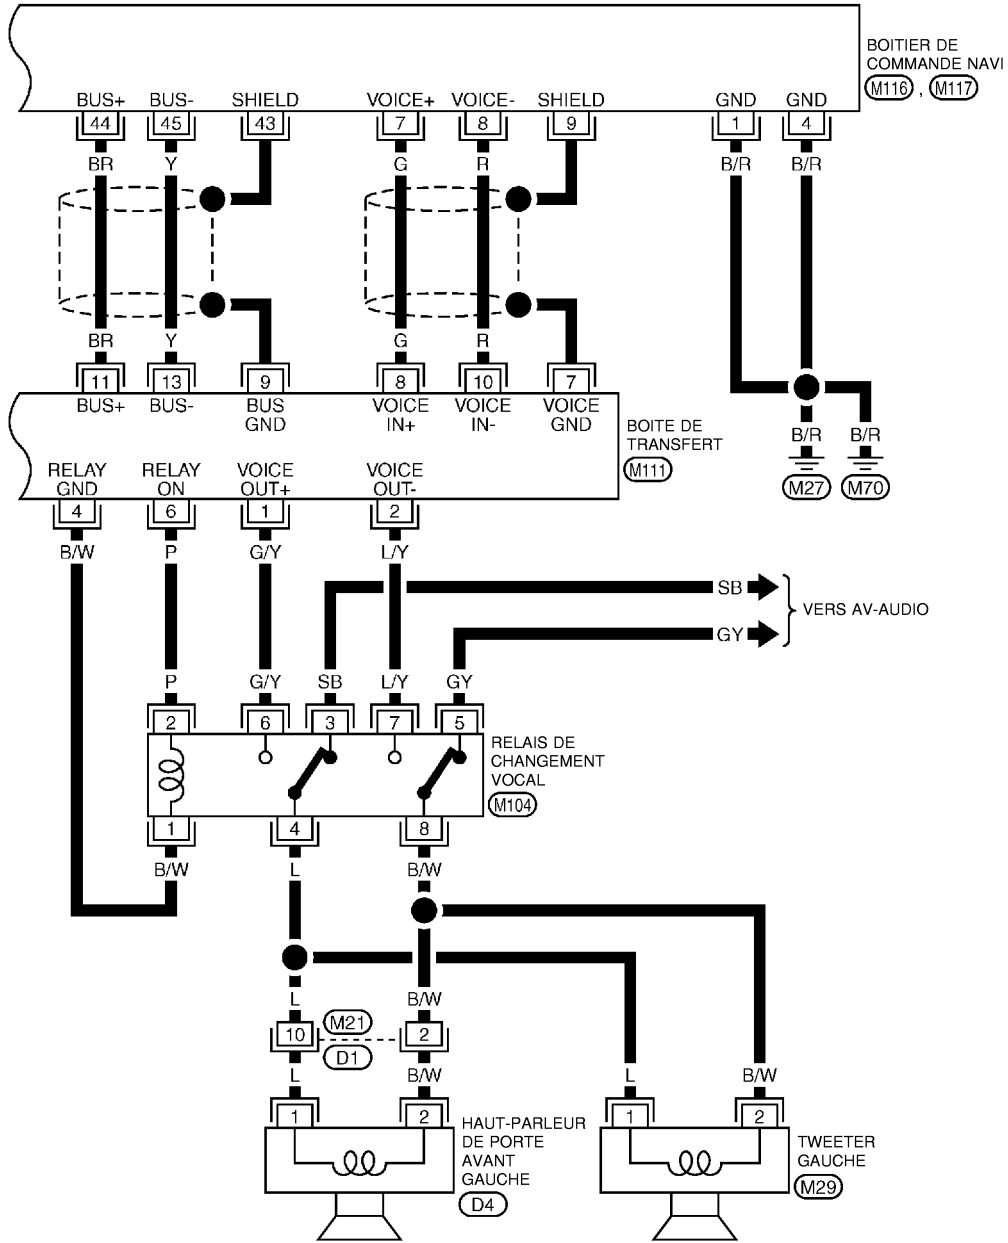 BOITIER DE
COMMANDE NAVI
M116 , M117
BUS+ BUS- SHIELD VOICE+ VOICE- SHIELD GND GND
44 45 43 7 8 9 1 4
BR Y G R B/R B/R
BR Y G R
11 13 9 8 10 7
BUS+ BUS- BUS GND VOICE IN+ VOICE IN- VOICE GND
BOITE DE
TRANSFERT
M111
B/R B/R
M27 M70
RELAY GND RELAY ON VOICE OUT+ VOICE OUT-
4 6 1 2
B/W P G/Y L/Y
SB
GY
VERS AV-AUDIO
P G/Y SB L/Y GY
2 6 3 7 5
RELAIS DE
CHANGEMENT
VOCAL
M104
1 4 8
B/W L B/W
L B/W
10 M21 2
D1
L B/W L B/W
1 2 1 2
HAUT-PARLEUR
DE PORTE
AVANT
GAUCHE
D4
TWEETER
GAUCHE
M29